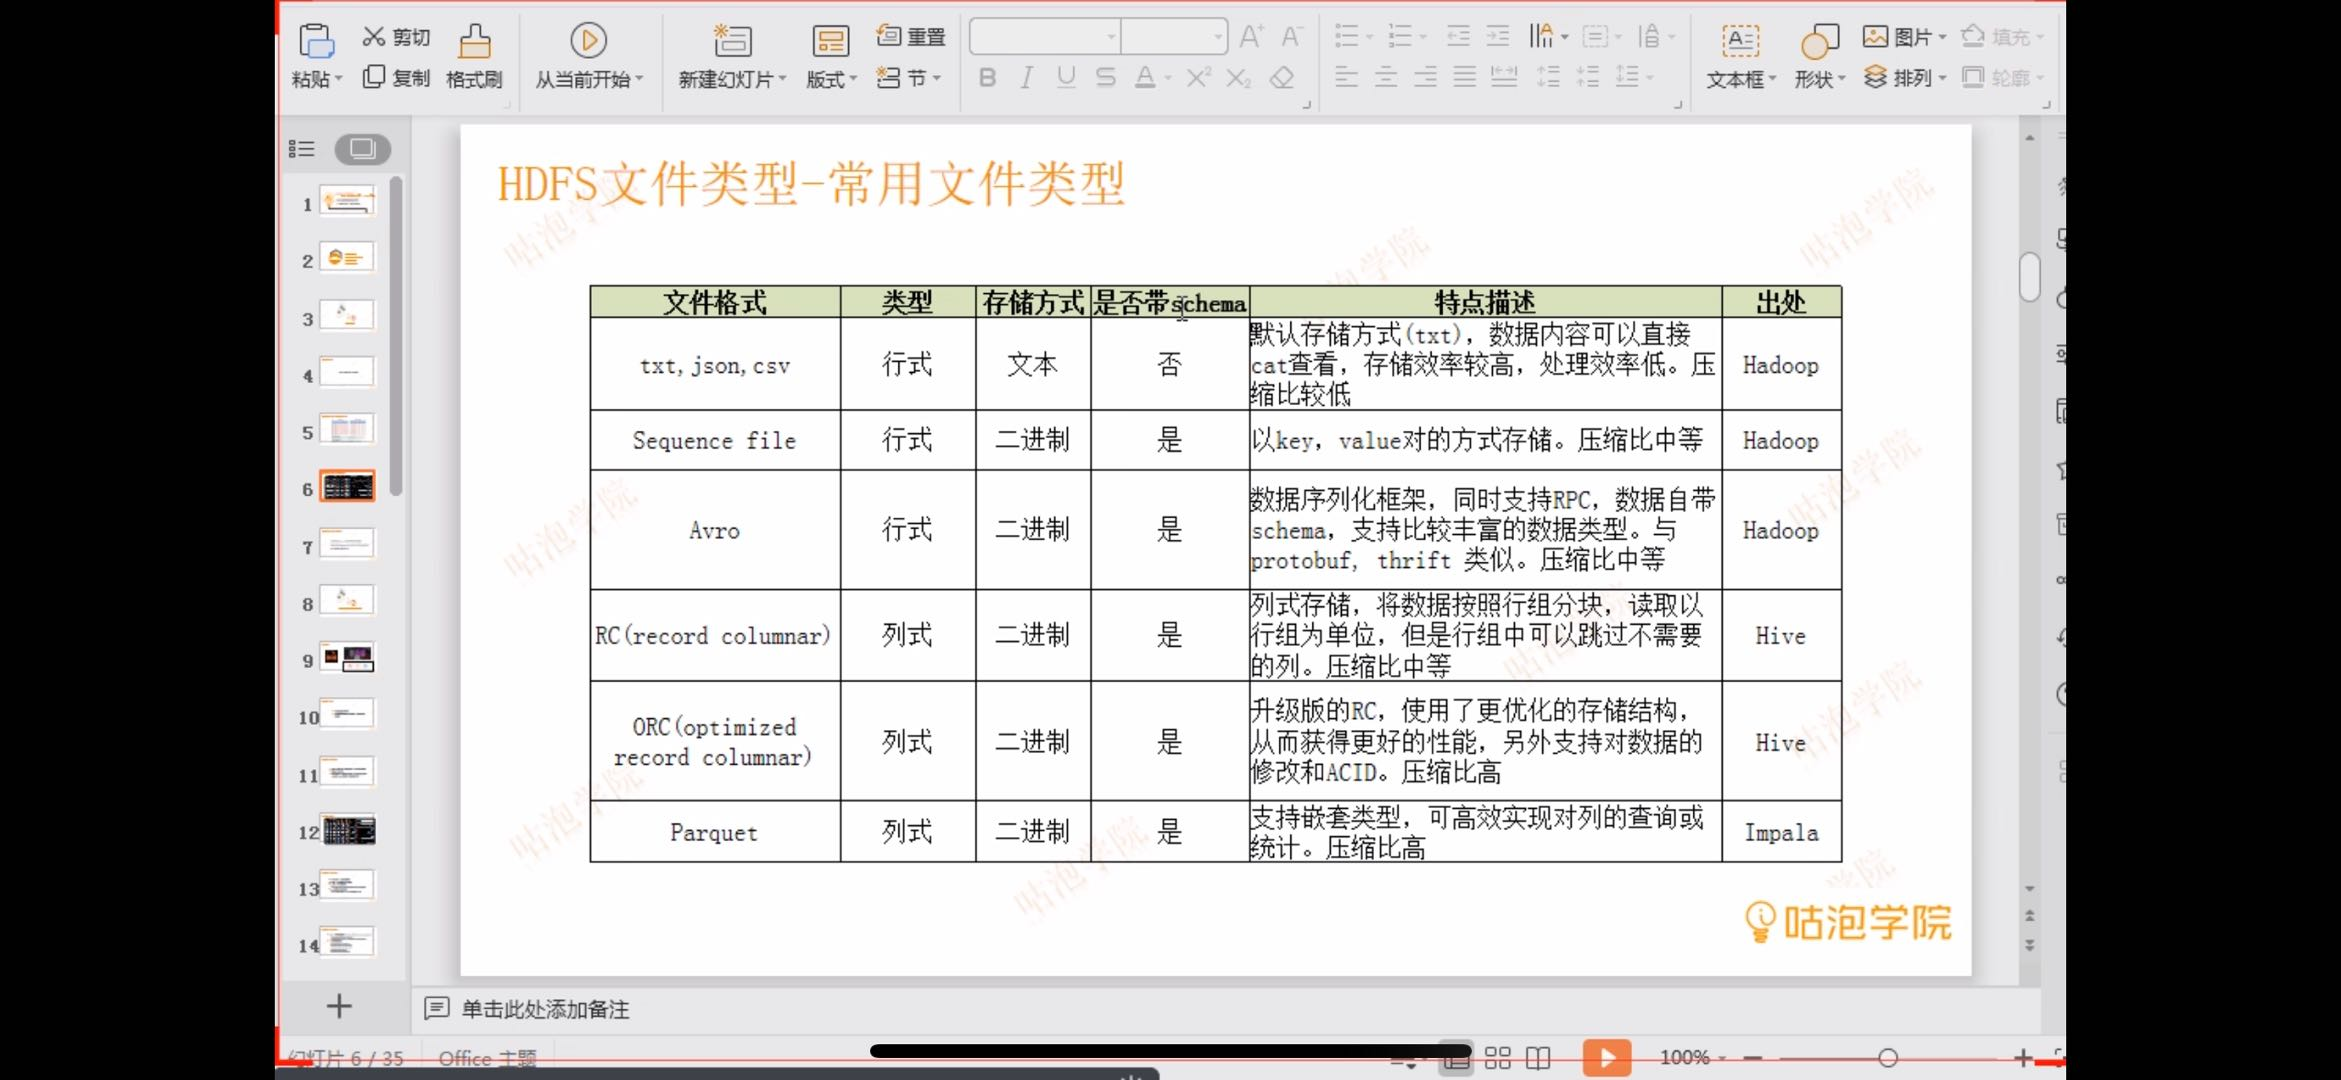 剪切
重置
粘贴
复制
格式刷
从当前开始
新建幻灯片
版式
节
B I U S A X² X₂
文本框
形状
图片
填充
排列
轮廓
HDFS文件类型-常用文件类型
文件格式 类型 存储方式 是否带schema 特点描述 出处
txt,json,csv 行式 文本 否 默认存储方式(txt)，数据内容可以直接
cat查看，存储效率较高，处理效率低。压
缩比较低
Hadoop
Sequence file 行式 二进制 是 以key，value对的方式存储。压缩比中等 Hadoop
Avro 行式 二进制 是 数据序列化框架，同时支持RPC，数据自带
schema，支持比较丰富的数据类型。与
protobuf, thrift 类似。压缩比中等
Hadoop
RC(record columnar) 列式 二进制 是 列式存储，将数据按照行组分块，读取以
行组为单位，但是行组中可以跳过不需要
的列。压缩比中等
Hive
ORC(optimized
record columnar)
列式 二进制 是 升级版的RC，使用了更优化的存储结构，
从而获得更好的性能，另外支持对数据的
修改和ACID。压缩比高
Hive
Parquet 列式 二进制 是 支持嵌套类型，可高效实现对列的查询或
统计。压缩比高
Impala
咕泡学院
1
2
3
4
5
6
7
8
9
10
11
12
13
14
单击此处添加备注
幻灯片 6 / 35
Office 主题
100%